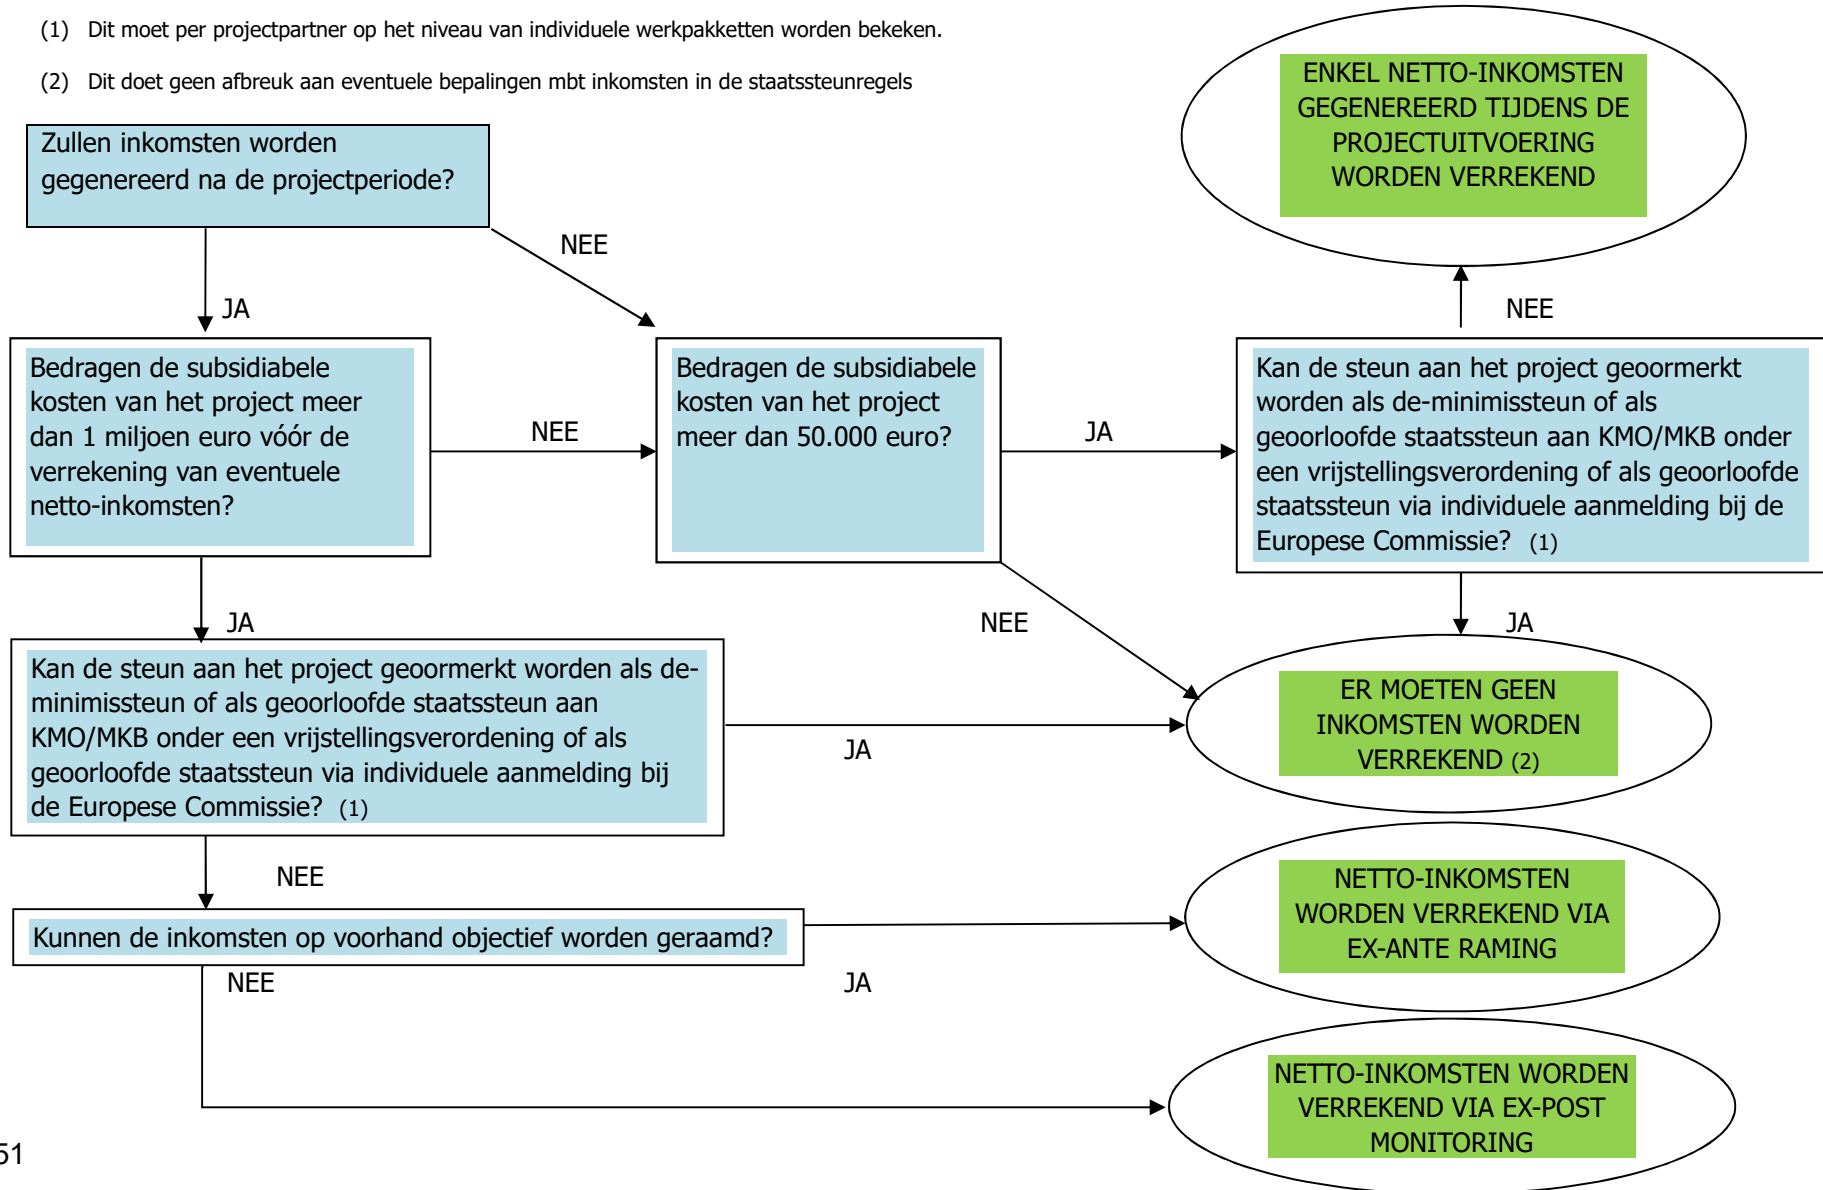 (1) Dit moet per projectpartner op het niveau van individuele werkpakketten worden bekeken.
(2) Dit doet geen afbreuk aan eventuele bepalingen mbt inkomsten in de staatssteunregels
ENKEL NETTO-INKOMSTEN
GEGENEREERD TIJDENS DE
PROJECTUITVOERING
WORDEN VERREKEND
Zullen inkomsten worden
gegenereerd na de projectperiode?
NEE
JA
NEE
Bedragen de subsidiabele
kosten van het project meer
dan 1 miljoen euro vóór de
verrekening van eventuele
netto-inkomsten?
NEE
Bedragen de subsidiabele
kosten van het project
meer dan 50.000 euro?
JA
Kan de steun aan het project geoormerkt
worden als de-minimissteun of als
geoorloofde staatssteun aan KMO/MKB onder
een vrijstellingsverordening of als geoorloofde
staatssteun via individuele aanmelding bij de
Europese Commissie? (1)
JA
NEE
JA
Kan de steun aan het project geoormerkt worden als de-
minimissteun of als geoorloofde staatssteun aan
KMO/MKB onder een vrijstellingsverordening of als
geoorloofde staatssteun via individuele aanmelding bij
de Europese Commissie? (1)
JA
ER MOETEN GEEN
INKOMSTEN WORDEN
VERREKEND (2)
NEE
Kunnen de inkomsten op voorhand objectief worden geraamd?
NEE
JA
NETTO-INKOMSTEN
WORDEN VERREKEND VIA
EX-ANTE RAMING
NETTO-INKOMSTEN WORDEN
VERREKEND VIA EX-POST
MONITORING
51